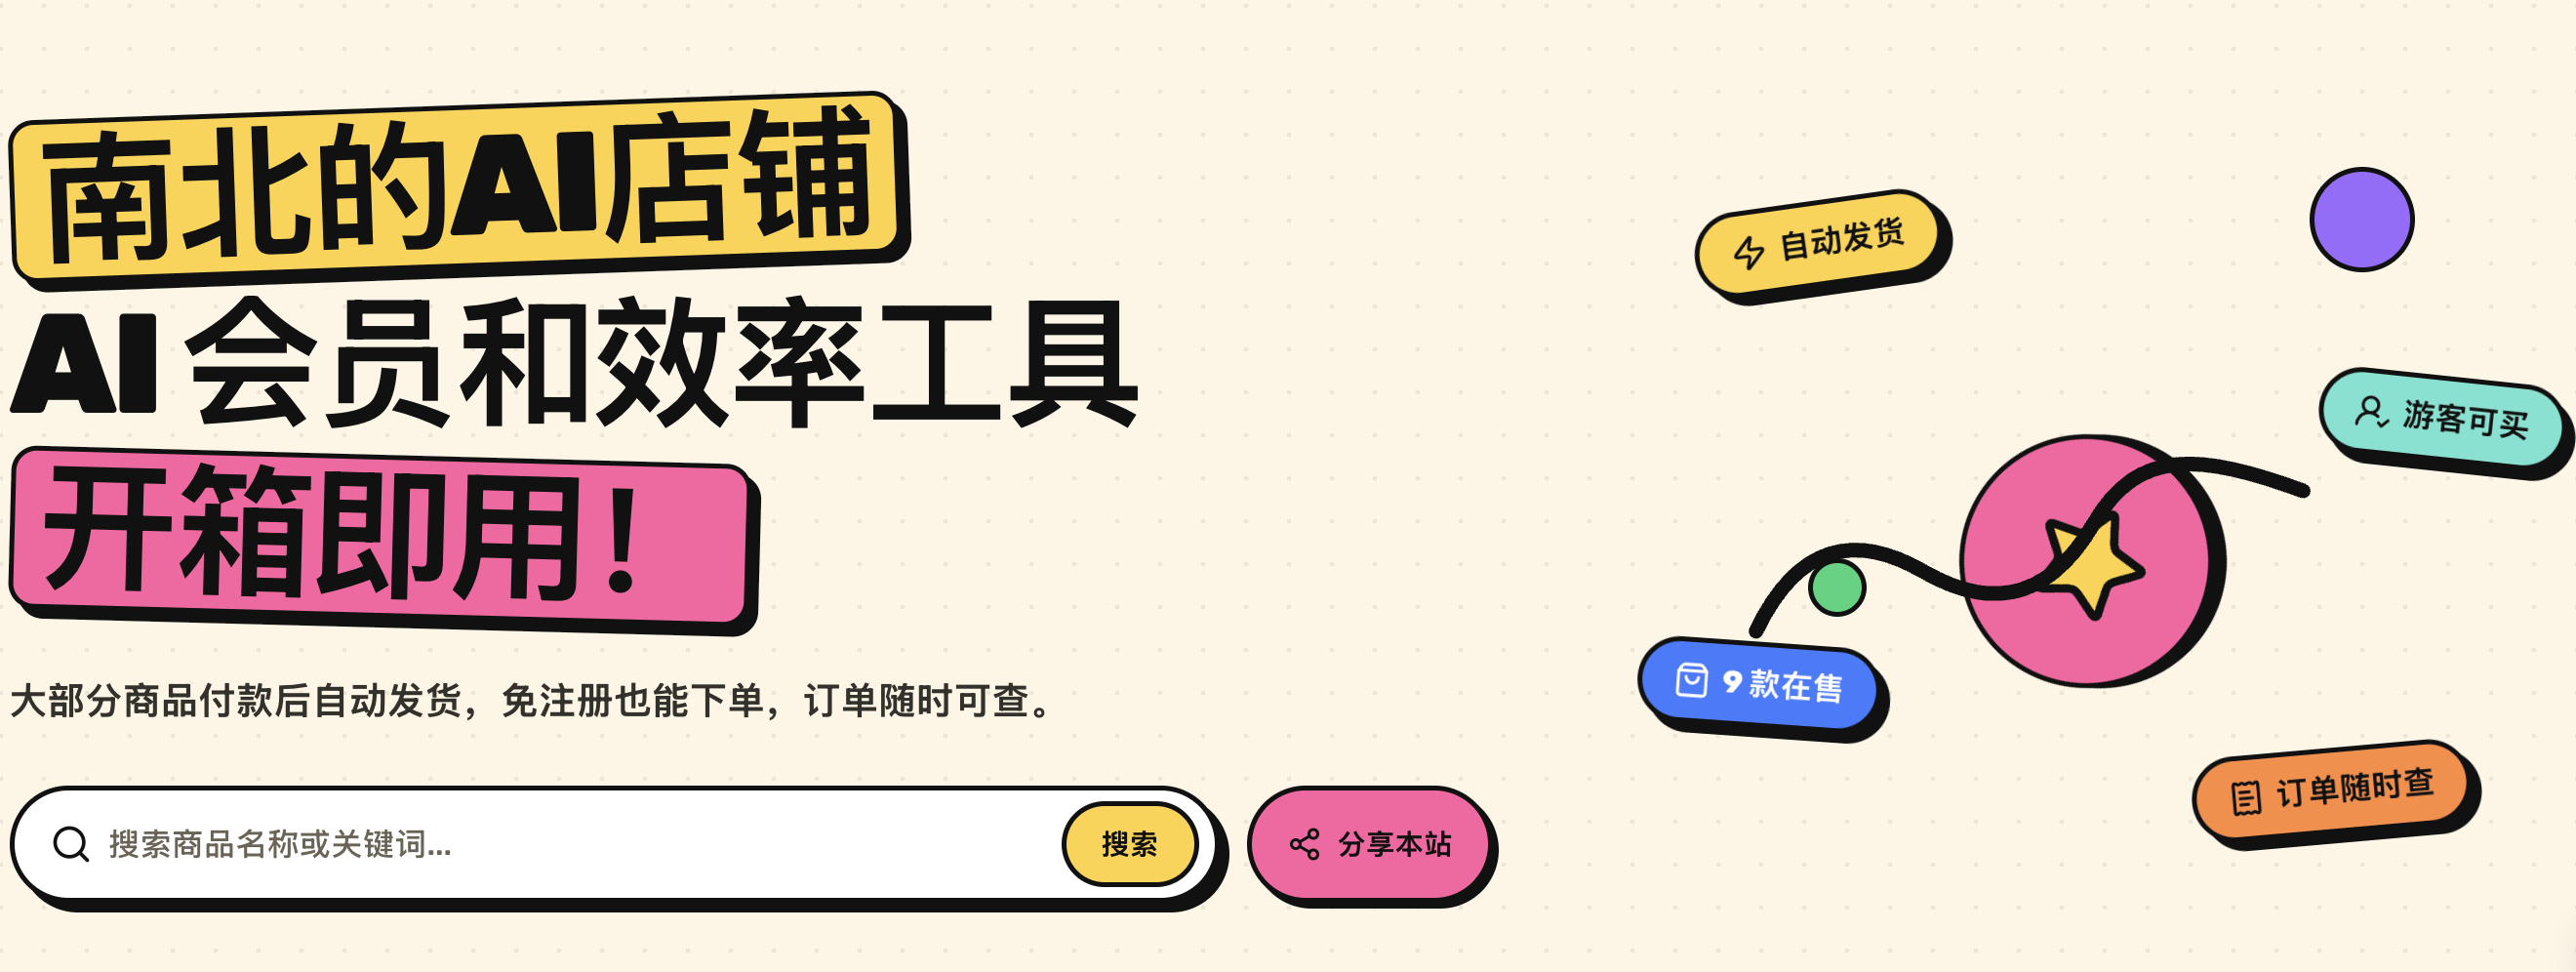 南北的AI店铺
AI 会员和效率工具
开箱即用！
大部分商品付款后自动发货，免注册也能下单，订单随时可查。
搜索商品名称或关键词...
搜索
分享本站
自动发货
游客可买
9 款在售
订单随时查